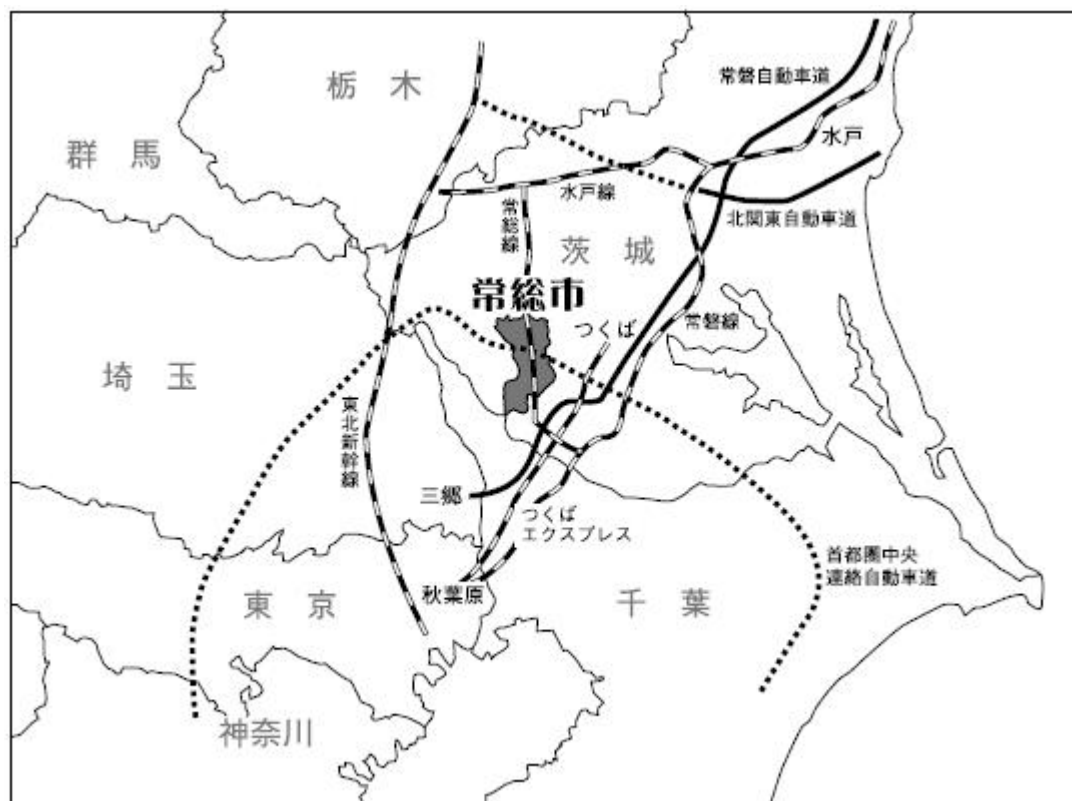 栃木
常磐自動車道
群馬
水戸
水戸線
常総線
北関東自動車道
茨城
常総市
つくば
常磐線
埼玉
東北新幹線
三郷
つくば
エクスプレス
首都圏中央
連絡自動車道
秋葉原
東京
千葉
神奈川